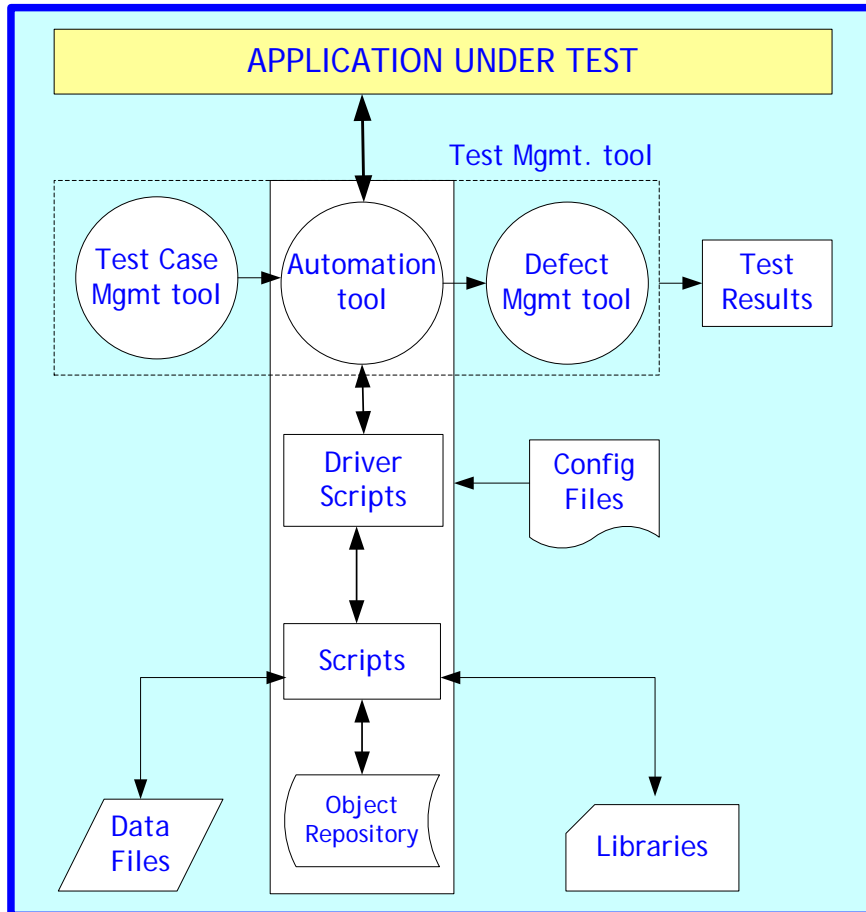 APPLICATION UNDER TEST
Test Mgmt. tool
Test Case
Mgmt tool
Automation
tool
Defect
Mgmt tool
Test
Results
Driver
Scripts
Config
Files
Scripts
Data
Files
Object
Repository
Libraries